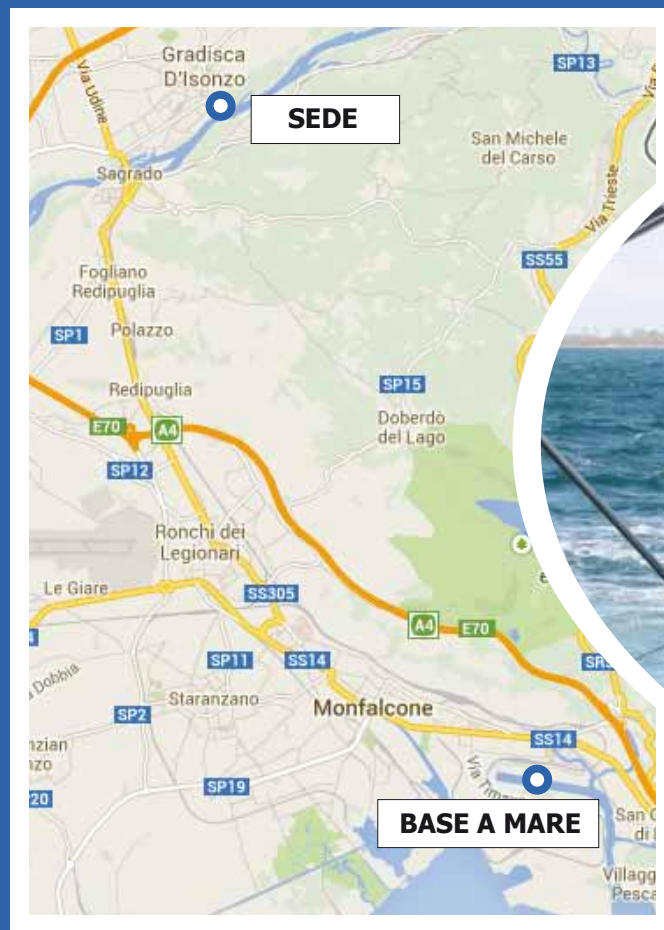 Gradisca
D'Isonzo
SP13
Via Udine
SEDE
San Michele
del Carso
Sagrado
Via Trieste
SS55
Fogliano
Redipuglia
SP1
Polazzo
SP15
Redipuglia
Doberdò
del Lago
E70
A4
SP12
Ronchi dei
Legionari
Le Giare
SS305
A4
E70
SP11
SS14
Dobbia
Staranzano
Monfalcone
SP2
SS14
SP19
BASE A MARE